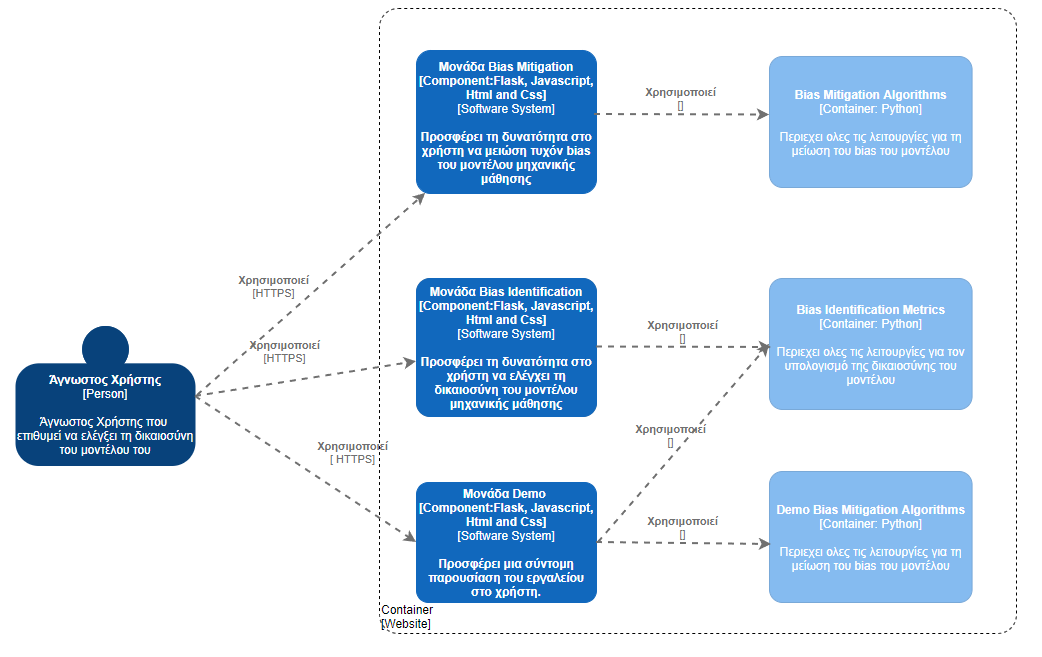 Μονάδα Bias Mitigation
[Component:Flask, Javascript,
Html and Css]
[Software System]
Προσφέρει τη δυνατότητα στο
χρήστη να μειώση τυχόν bias
του μοντέλου μηχανικής
μάθησης
Χρησιμοποιεί
[]
Bias Mitigation Algorithms
[Container: Python]
Περιεχει ολες τις λειτουργίες για τη
μείωση του bias του μοντέλου
Χρησιμοποιεί
[HTTPS]
Μονάδα Bias Identification
[Component:Flask, Javascript,
Html and Css]
[Software System]
Προσφέρει τη δυνατότητα στο
χρήστη να ελέγχει τη
δικαιοσύνη του μοντέλου
μηχανικής μάθησης
Χρησιμοποιεί
[]
Bias Identification Metrics
[Container: Python]
Περιεχει ολες τις λειτουργίες για τον
υπολογισμό της δικαιοσύνης του
μοντέλου
Χρησιμοποιεί
[HTTPS]
Άγνωστος Χρήστης
[Person]
Άγνωστος Χρήστης που
επιθυμεί να ελέγξει τη δικαιοσύνη
του μοντέλου του
Χρησιμοποιεί
[ HTTPS]
Χρησιμοποιεί
[]
Μονάδα Demo
[Component:Flask, Javascript,
Html and Css]
[Software System]
Προσφέρει μια σύντομη
παρουσίαση του εργαλείου
στο χρήστη.
Χρησιμοποιεί
[]
Demo Bias Mitigation Algorithms
[Container: Python]
Περιεχει ολες τις λειτουργίες για τη
μείωση του bias του μοντέλου
Container
[Website]